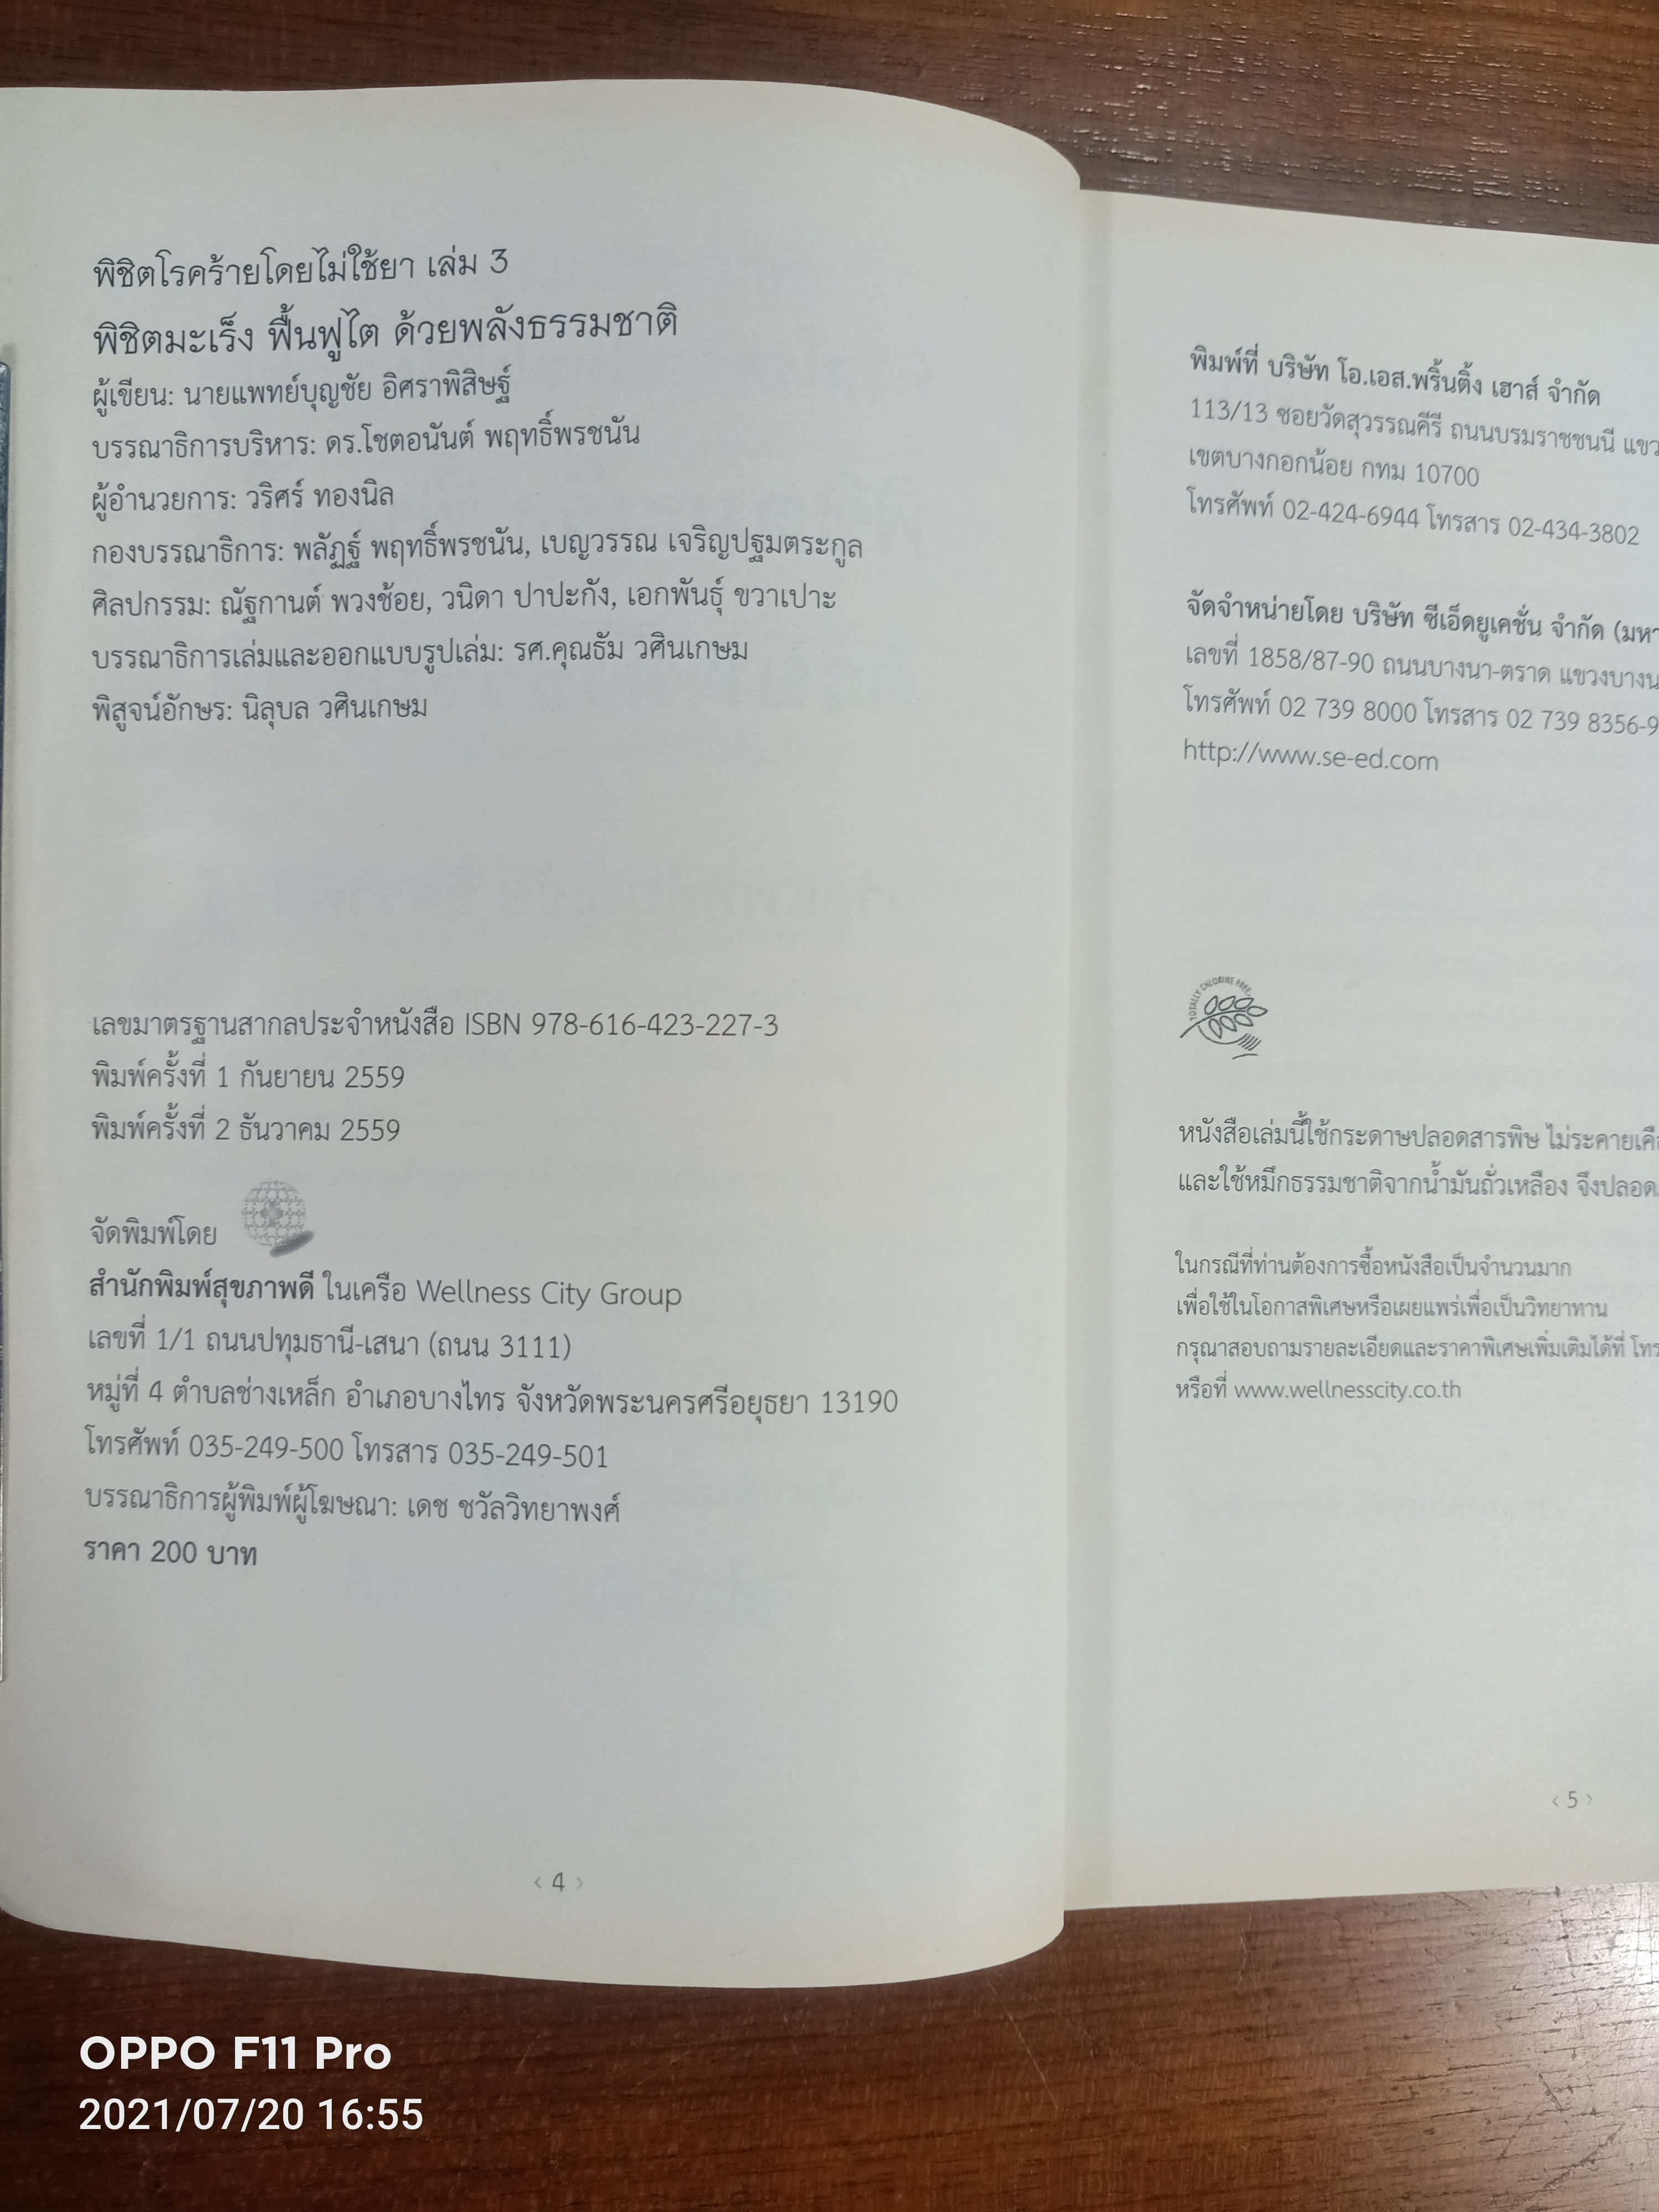 พิชิตโรคร้ายโดยไม่ใช้ยา เล่ม 3
พิชิตมะเร็ง ฟื้นฟูไต ด้วยพลังธรรมชาติ
ผู้เขียน: นายแพทย์บุญชัย อิศราพิสิษฐ์
บรรณาธิการบริหาร: ดร.โชตอนันต์ พฤทธิ์พรชนัน
ผู้อำนวยการ: วริศร์ ทองนิล
กองบรรณาธิการ: พลัฏฐ์ พฤทธิ์พรชนัน, เบญวรรณ เจริญปฐมตระกูล
ศิลปกรรม: ณัฐกานต์ พวงช้อย, วนิดา ปาปะกัง, เอกพันธุ์ ขวาเปาะ
บรรณาธิการเล่มและออกแบบรูปเล่ม: รศ.คุณธัม วศินเกษม
พิสูจน์อักษร: นิลุบล วศินเกษม
เลขมาตรฐานสากลประจำหนังสือ ISBN 978-616-423-227-3
พิมพ์ครั้งที่ 1 กันยายน 2559
พิมพ์ครั้งที่ 2 ธันวาคม 2559
จัดพิมพ์โดย
สำนักพิมพ์สุขภาพดี ในเครือ Wellness City Group
เลขที่ 1/1 ถนนปทุมธานี-เสนา (ถนน 3111)
หมู่ที่ 4 ตำบลช่างเหล็ก อำเภอบางไทร จังหวัดพระนครศรีอยุธยา 13190
โทรศัพท์ 035-249-500 โทรสาร 035-249-501
บรรณาธิการผู้พิมพ์ผู้โฆษณา: เดช ชวัลวิทยาพงศ์
ราคา 200 บาท
‹ 4 ›
พิมพ์ที่ บริษัท โอ.เอส.พริ้นติ้ง เฮาส์ จำกัด
113/13 ซอยวัดสุวรรณคีรี ถนนบรมราชชนนี แขว
เขตบางกอกน้อย กทม 10700
โทรศัพท์ 02-424-6944 โทรสาร 02-434-3802
จัดจำหน่ายโดย บริษัท ซีเอ็ดยูเคชั่น จำกัด (มหา
เลขที่ 1858/87-90 ถนนบางนา-ตราด แขวงบางน
โทรศัพท์ 02 739 8000 โทรสาร 02 739 8356-9
http://www.se-ed.com
TOTALLY CHLORINE FREE
หนังสือเล่มนี้ใช้กระดาษปลอดสารพิษ ไม่ระคายเคือ
และใช้หมึกธรรมชาติจากน้ำมันถั่วเหลือง จึงปลอด
ในกรณีที่ท่านต้องการซื้อหนังสือเป็นจำนวนมาก
เพื่อใช้ในโอกาสพิเศษหรือเผยแพร่เพื่อเป็นวิทยาทาน
กรุณาสอบถามรายละเอียดและราคาพิเศษเพิ่มเติมได้ที่ โทร
หรือที่ www.wellnesscity.co.th
‹ 5 ›
OPPO F11 Pro
2021/07/20 16:55